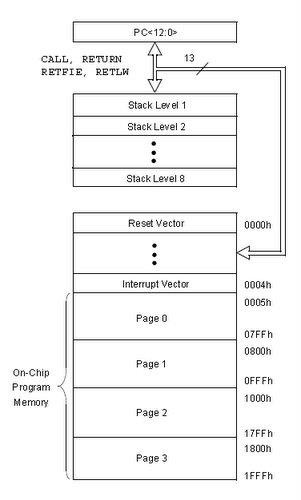 PC<12:0>
CALL, RETURN
RETFIE, RETLW
13
Stack Level 1
Stack Level 2
Stack Level 8
Reset Vector
0000h
Interrupt Vector
0004h
0005h
Page 0
07FFh
0800h
Page 1
On-Chip
Program
Memory
0FFFh
1000h
Page 2
17FFh
1800h
Page 3
1FFFh